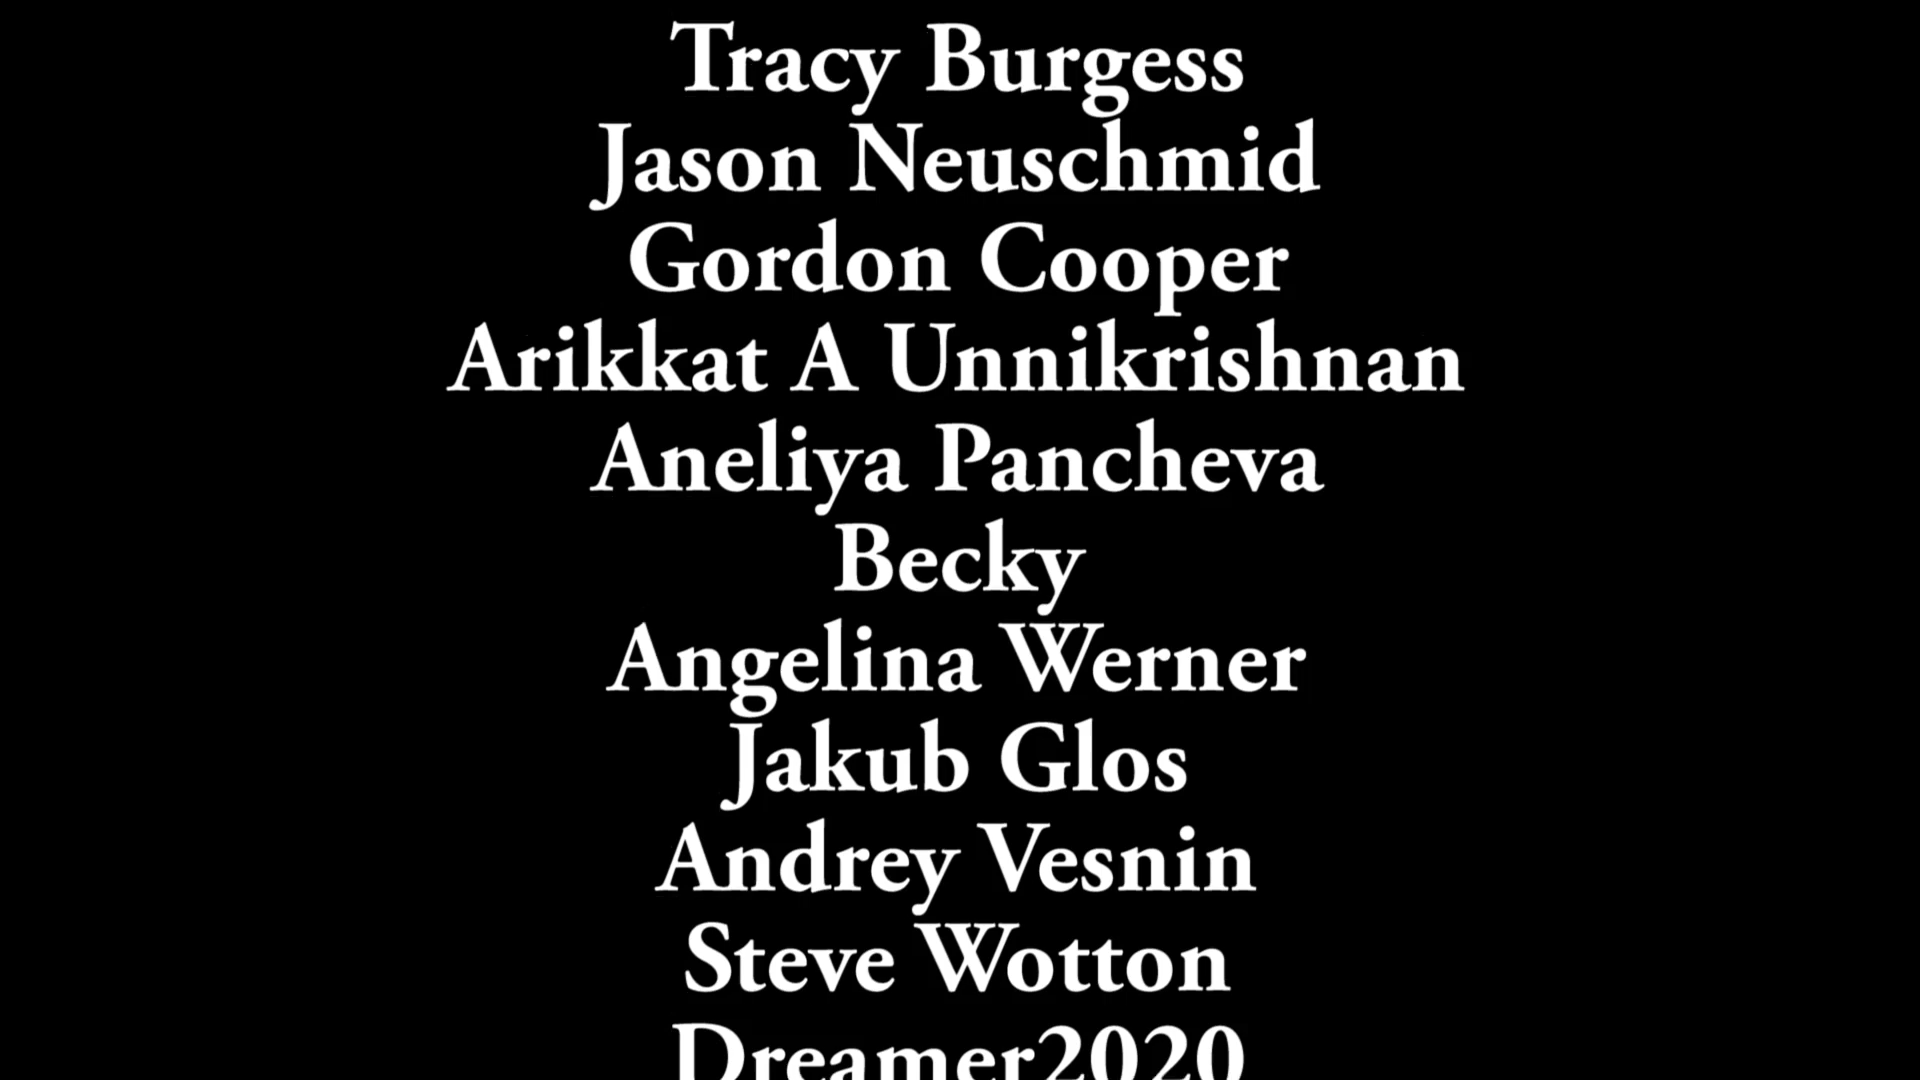 Tracy Burgess
Jason Neuschmid
Gordon Cooper
Arikkat A Unnikrishnan
Aneliya Pancheva
Becky
Angelina Werner
Jakub Glos
Andrey Vesnin
Steve Wotton
Dreamer2020